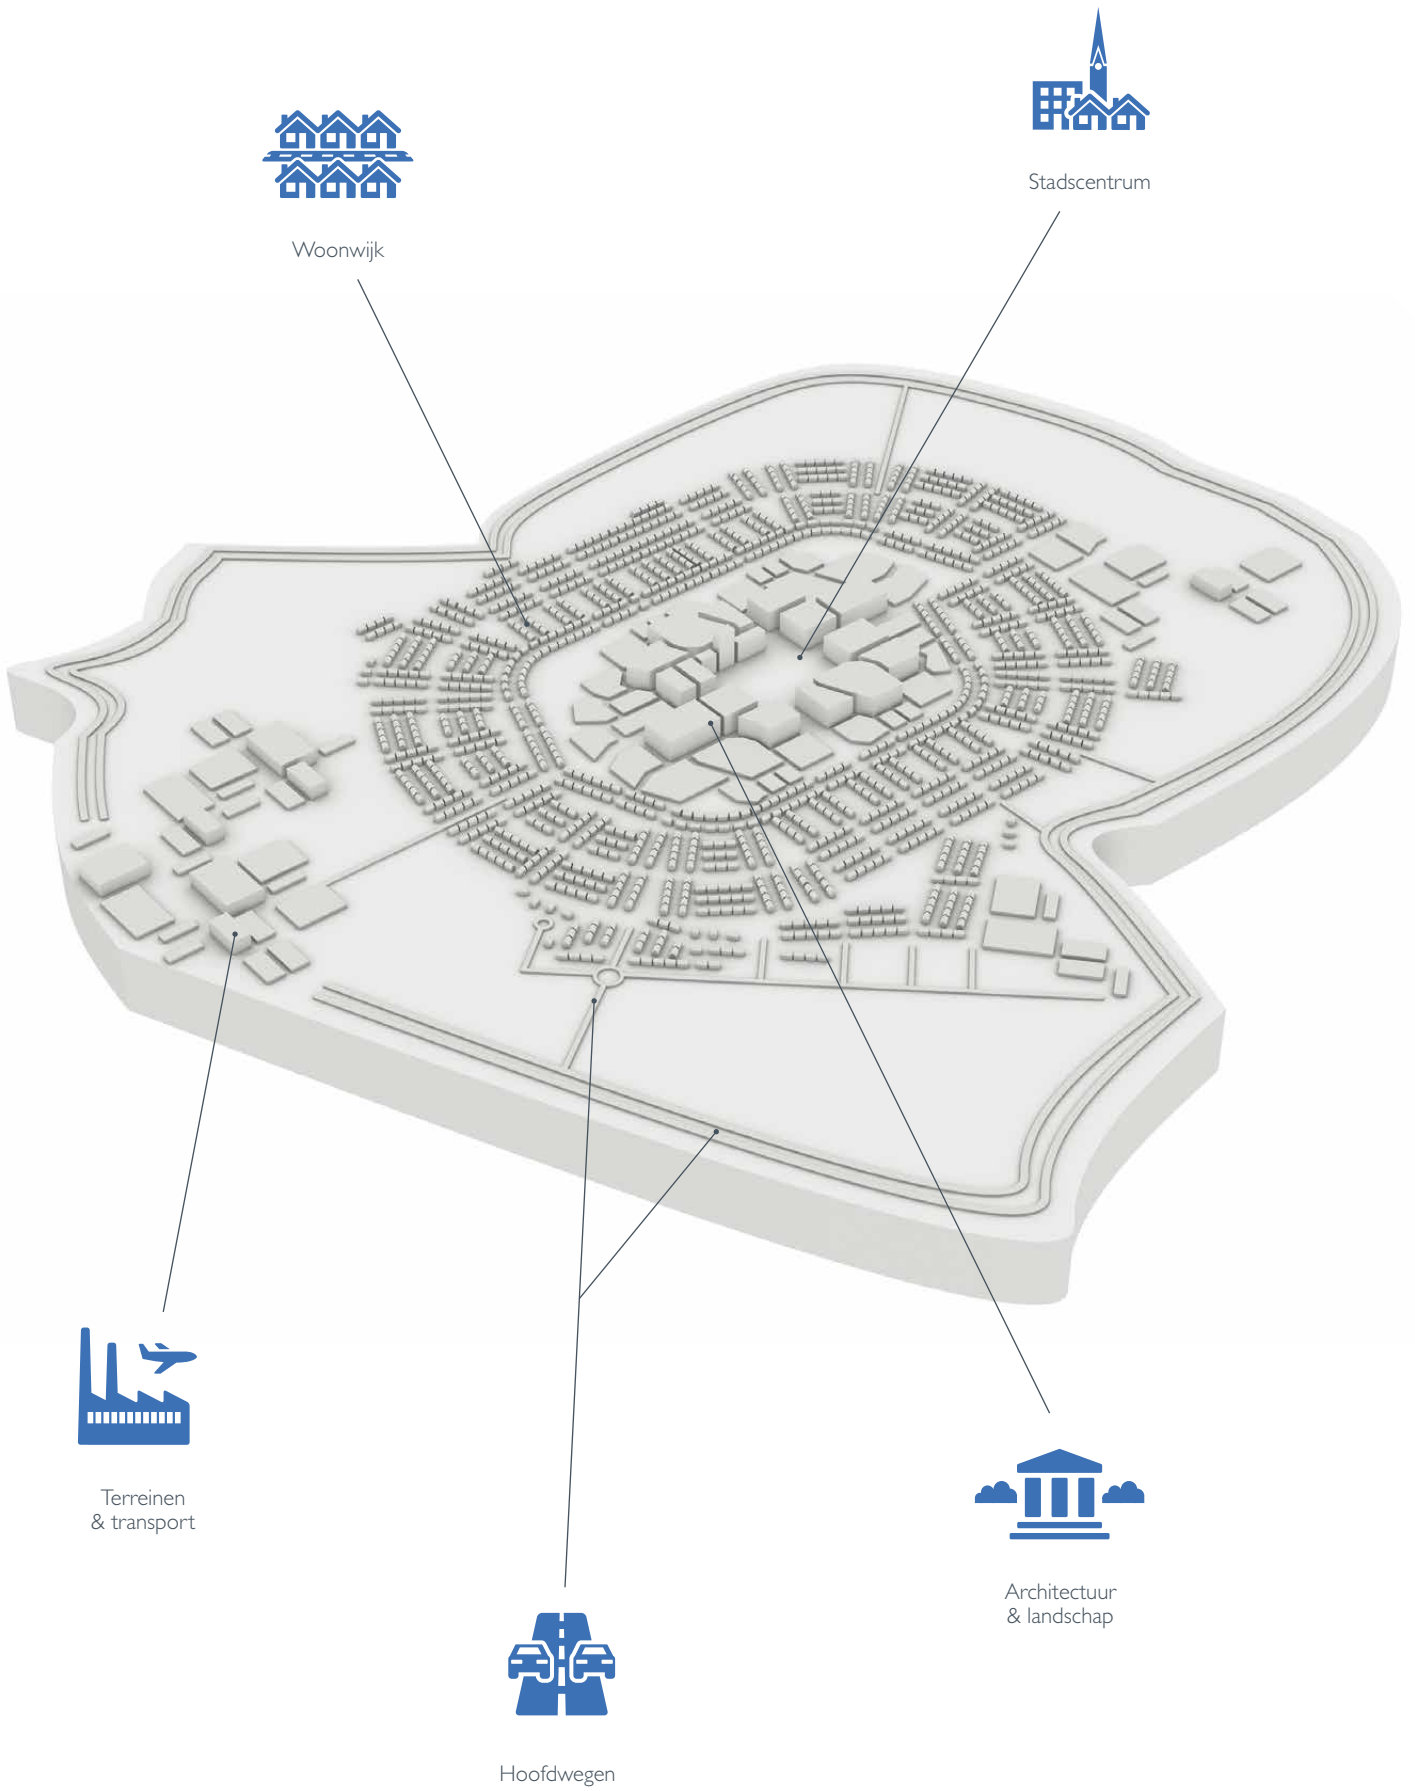 Stadscentrum
Woonwijk
Terreinen
& transport
Architectuur
& landschap
Hoofdwegen